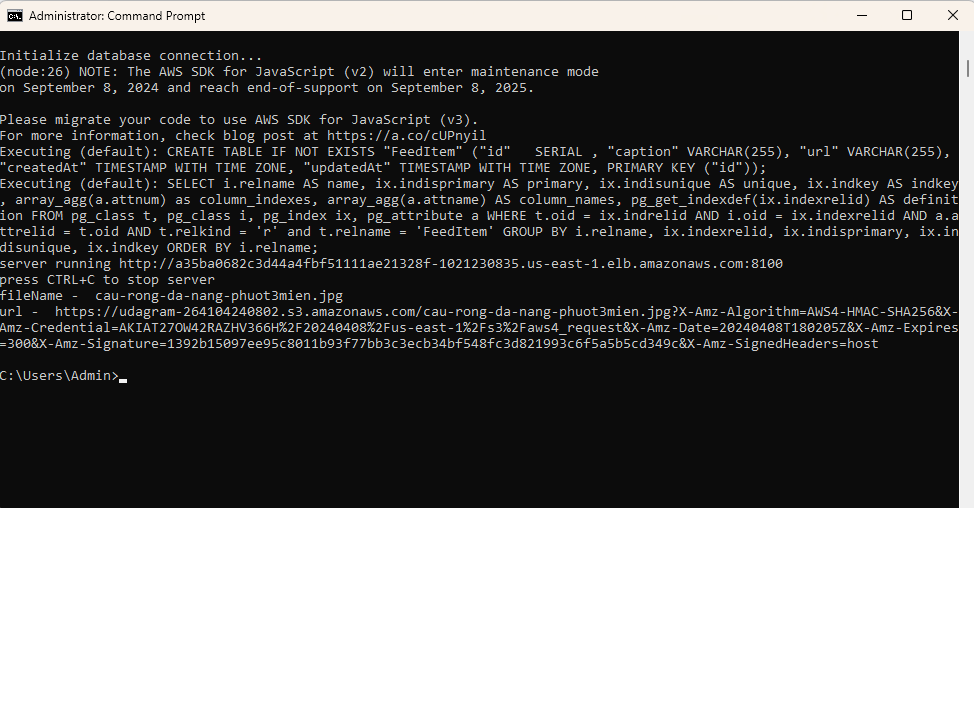 Administrator: Command Prompt
Initialize database connection...
(node:26) NOTE: The AWS SDK for JavaScript (v2) will enter maintenance mode
on September 8, 2024 and reach end-of-support on September 8, 2025.
Please migrate your code to use AWS SDK for JavaScript (v3).
For more information, check blog post at https://a.co/cUPnyil
Executing (default): CREATE TABLE IF NOT EXISTS "FeedItem" ("id"   SERIAL , "caption" VARCHAR(255), "url" VARCHAR(255),
"createdAt" TIMESTAMP WITH TIME ZONE, "updatedAt" TIMESTAMP WITH TIME ZONE, PRIMARY KEY ("id"));
Executing (default): SELECT i.relname AS name, ix.indisprimary AS primary, ix.indisunique AS unique, ix.indkey AS indkey
, array_agg(a.attnum) as column_indexes, array_agg(a.attname) AS column_names, pg_get_indexdef(ix.indexrelid) AS definit
ion FROM pg_class t, pg_class i, pg_index ix, pg_attribute a WHERE t.oid = ix.indrelid AND i.oid = ix.indexrelid AND a.a
ttrelid = t.oid AND t.relkind = 'r' and t.relname = 'FeedItem' GROUP BY i.relname, ix.indexrelid, ix.indisprimary, ix.in
disunique, ix.indkey ORDER BY i.relname;
server running http://a35ba0682c3d44a4fbf51111ae21328f-1021230835.us-east-1.elb.amazonaws.com:8100
press CTRL+C to stop server
fileName -  cau-rong-da-nang-phuot3mien.jpg
url -  https://udagram-264104240802.s3.amazonaws.com/cau-rong-da-nang-phuot3mien.jpg?X-Amz-Algorithm=AWS4-HMAC-SHA256&X-
Amz-Credential=AKIAT27OW42RAZHV366H%2F20240408%2Fus-east-1%2Fs3%2Faws4_request&X-Amz-Date=20240408T180205Z&X-Amz-Expires
=300&X-Amz-Signature=1392b15097ee95c8011b93f77bb3c3ecb34bf548fc3d821993c6f5a5b5cd349c&X-Amz-SignedHeaders=host
C:\Users\Admin>